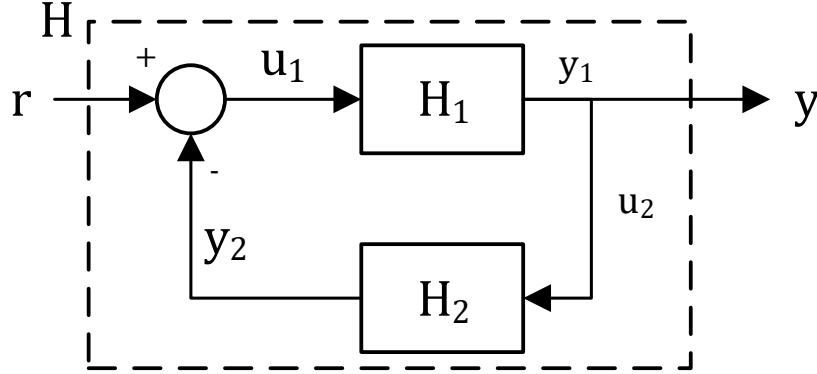 H
+
u₁
y₁
r
H₁
y
-
u₂
y₂
H₂